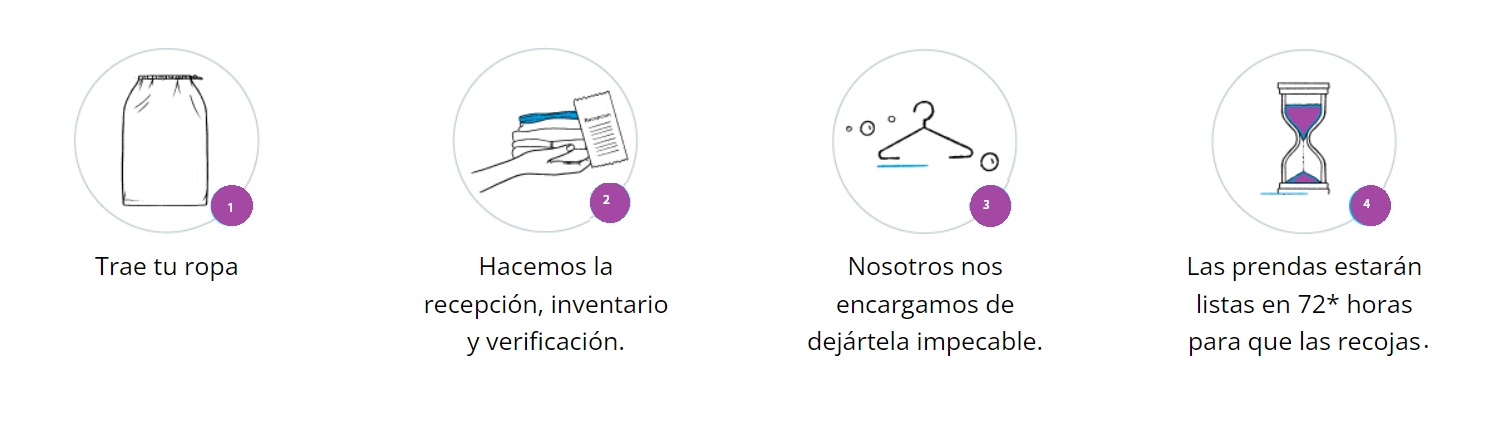 Recepción
1
2
3
4
Trae tu ropa
Hacemos la
recepción, inventario
y verificación.
Nosotros nos
encargamos de
dejártela impecable.
Las prendas estarán
listas en 72* horas
para que las recojas.